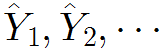 Ŷ₁, Ŷ₂, ⋯